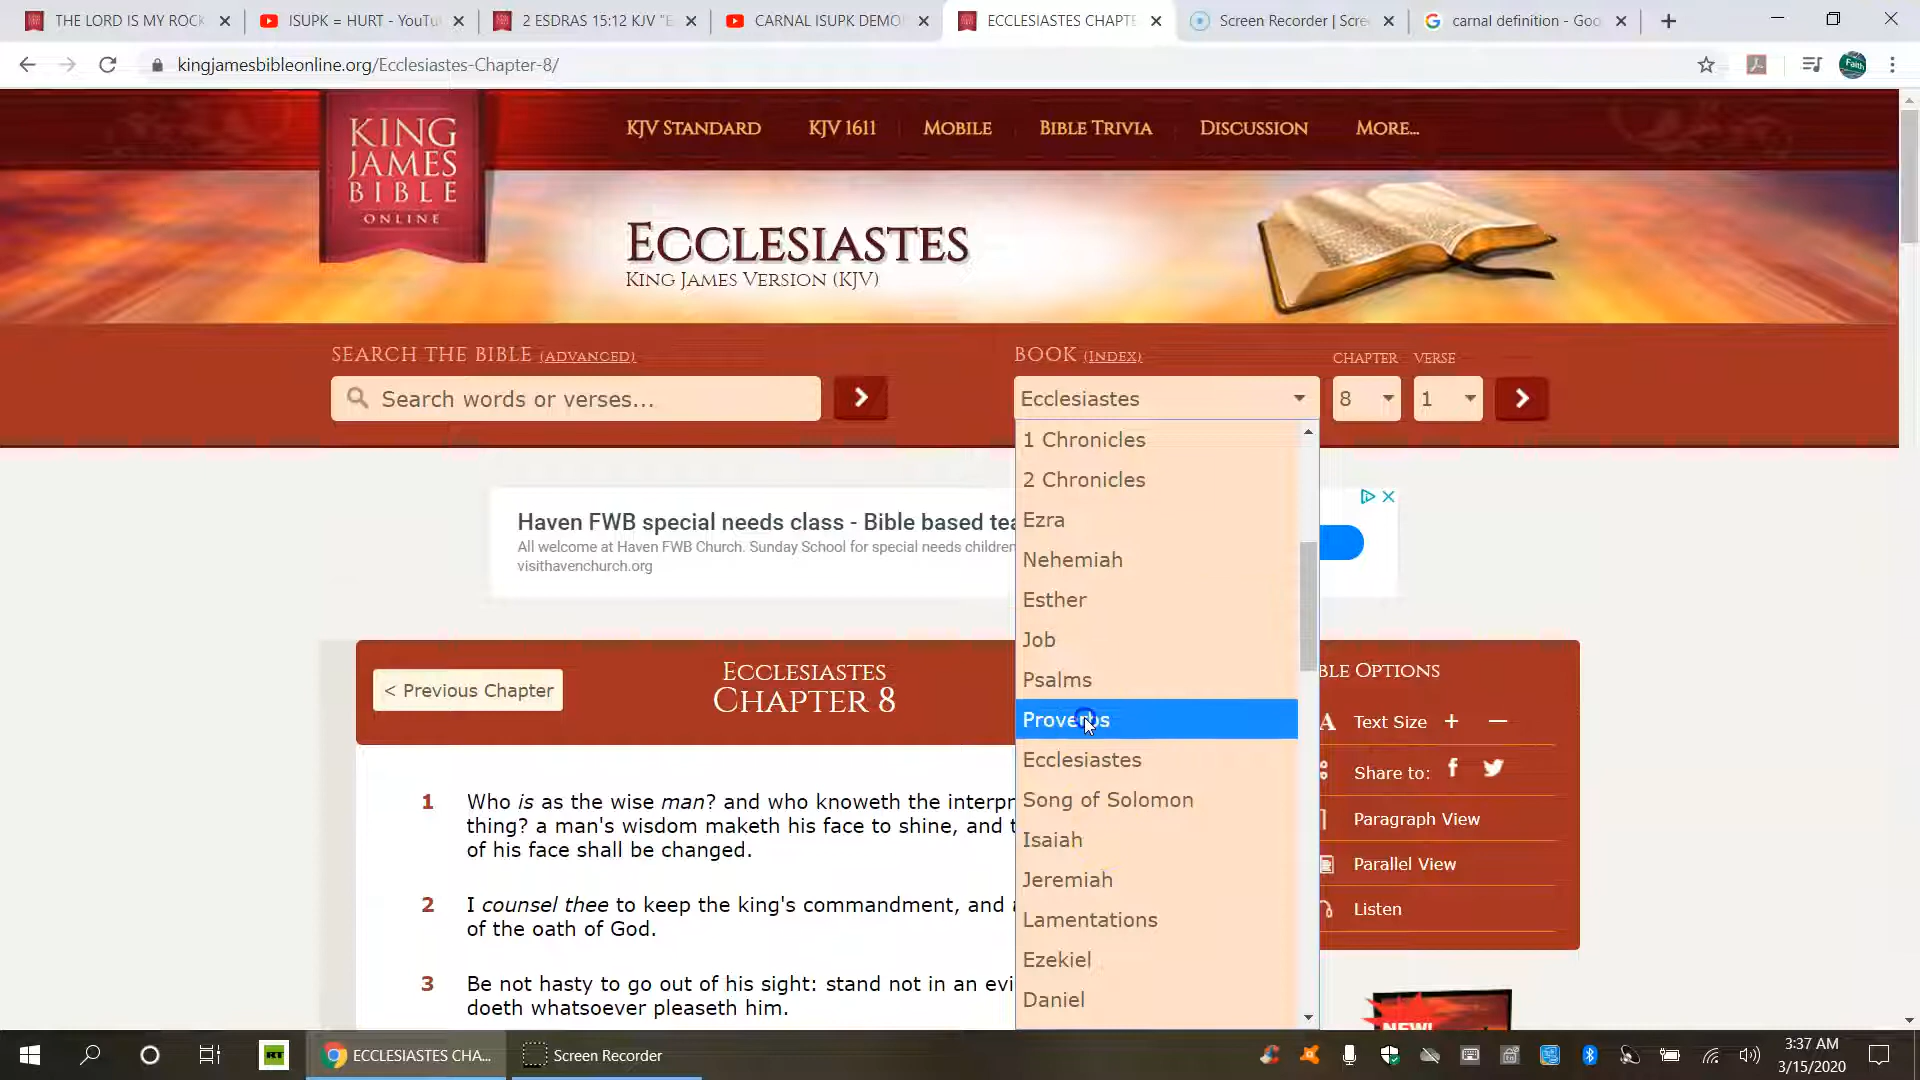 THE LORD IS MY ROCK
ISUPK = HURT - YouTu
2 ESDRAS 15:12 KJV "E
CARNAL ISUPK DEMO
ECCLESIASTES CHAPTE
Screen Recorder | Scre
carnal definition - Goo
kingjamesbibleonline.org/Ecclesiastes-Chapter-8/
Faith
KING
JAMES
BIBLE
ONLINE
KJV STANDARD
KJV 1611
MOBILE
BIBLE TRIVIA
DISCUSSION
MORE...
ECCLESIASTES
KING JAMES VERSION (KJV)
SEARCH THE BIBLE (ADVANCED)
Search words or verses...
BOOK (INDEX)
CHAPTER
VERSE
Ecclesiastes
8
1
1 Chronicles
2 Chronicles
Ezra
Nehemiah
Esther
Job
Psalms
Proverbs
Ecclesiastes
Song of Solomon
Isaiah
Jeremiah
Lamentations
Ezekiel
Daniel
Haven FWB special needs class - Bible based tea
All welcome at Haven FWB Church. Sunday School for special needs children
visithavenchurch.org
< Previous Chapter
ECCLESIASTES
CHAPTER 8
1 Who is as the wise man? and who knoweth the interpr
thing? a man's wisdom maketh his face to shine, and t
of his face shall be changed.
2 I counsel thee to keep the king's commandment, and
of the oath of God.
3 Be not hasty to go out of his sight: stand not in an evi
doeth whatsoever pleaseth him.
BLE OPTIONS
A Text Size + —
Share to:
Paragraph View
Parallel View
Listen
NEW!
RT
ECCLESIASTES CHA...
Screen Recorder
3:37 AM
3/15/2020